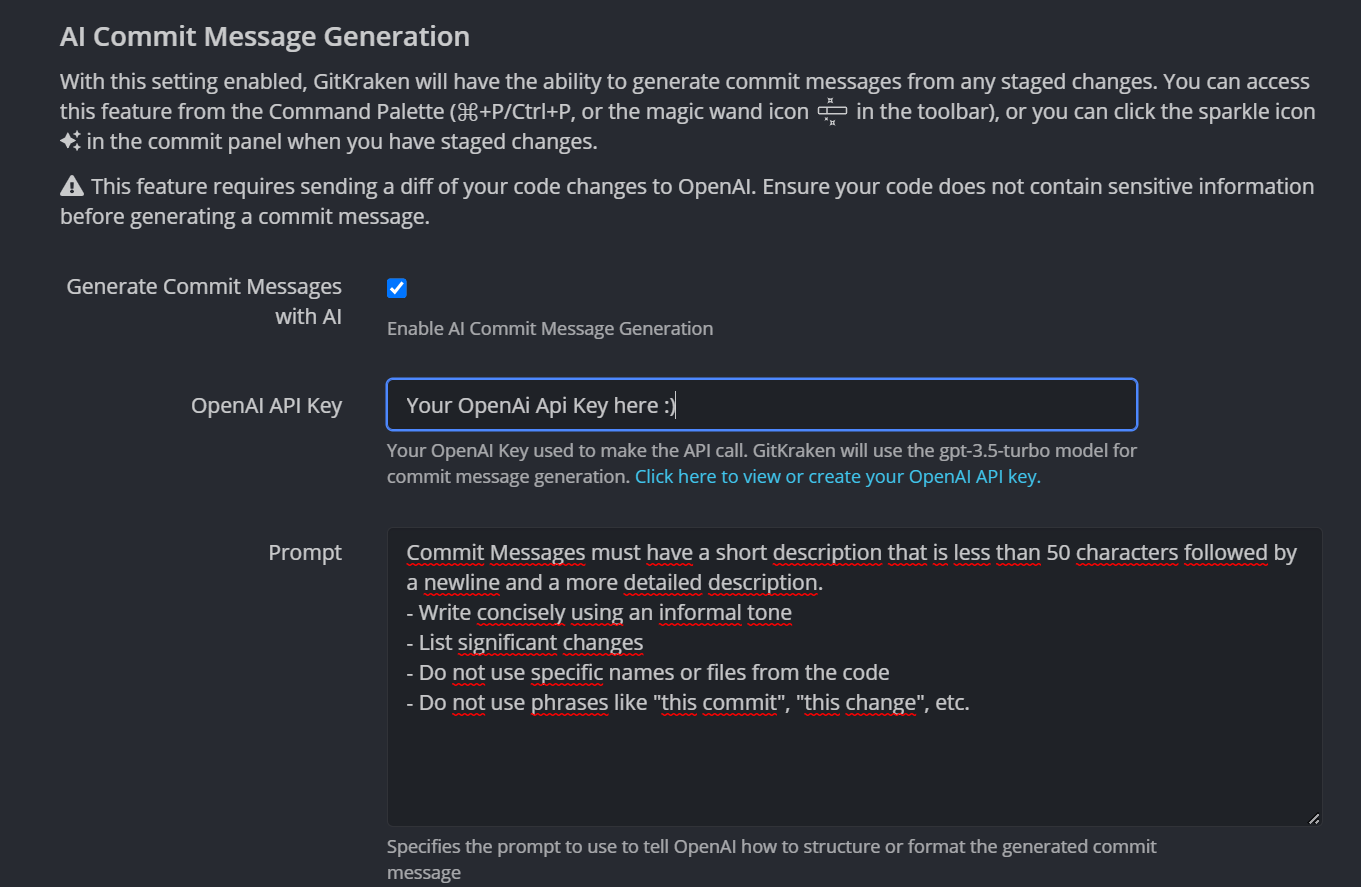 AI Commit Message Generation
With this setting enabled, GitKraken will have the ability to generate commit messages from any staged changes. You can access
this feature from the Command Palette (⌘+P/Ctrl+P, or the magic wand icon in the toolbar), or you can click the sparkle icon
in the commit panel when you have staged changes.
This feature requires sending a diff of your code changes to OpenAI. Ensure your code does not contain sensitive information
before generating a commit message.
Generate Commit Messages
with AI
Enable AI Commit Message Generation
OpenAI API Key
Your OpenAi Api Key here :)
Your OpenAI Key used to make the API call. GitKraken will use the gpt-3.5-turbo model for
commit message generation. Click here to view or create your OpenAI API key.
Prompt
Commit Messages must have a short description that is less than 50 characters followed by
a newline and a more detailed description.
- Write concisely using an informal tone
- List significant changes
- Do not use specific names or files from the code
- Do not use phrases like "this commit", "this change", etc.
Specifies the prompt to use to tell OpenAI how to structure or format the generated commit
message